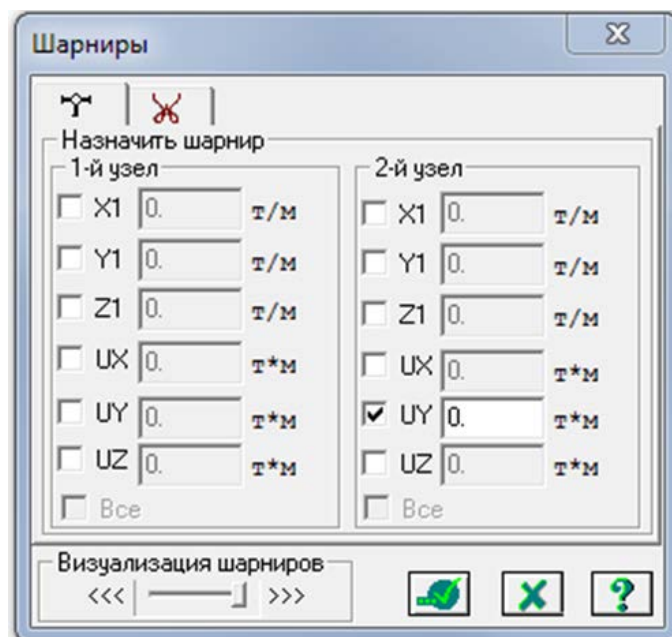 Шарниры
Назначить шарнир
1-й узел
X1 0. т/м
Y1 0. т/м
Z1 0. т/м
UX 0. т*м
UY 0. т*м
UZ 0. т*м
Все
2-й узел
X1 0. т/м
Y1 0. т/м
Z1 0. т/м
UX 0. т*м
UY 0. т*м
UZ 0. т*м
Все
Визуализация шарниров
<<< >>>
?